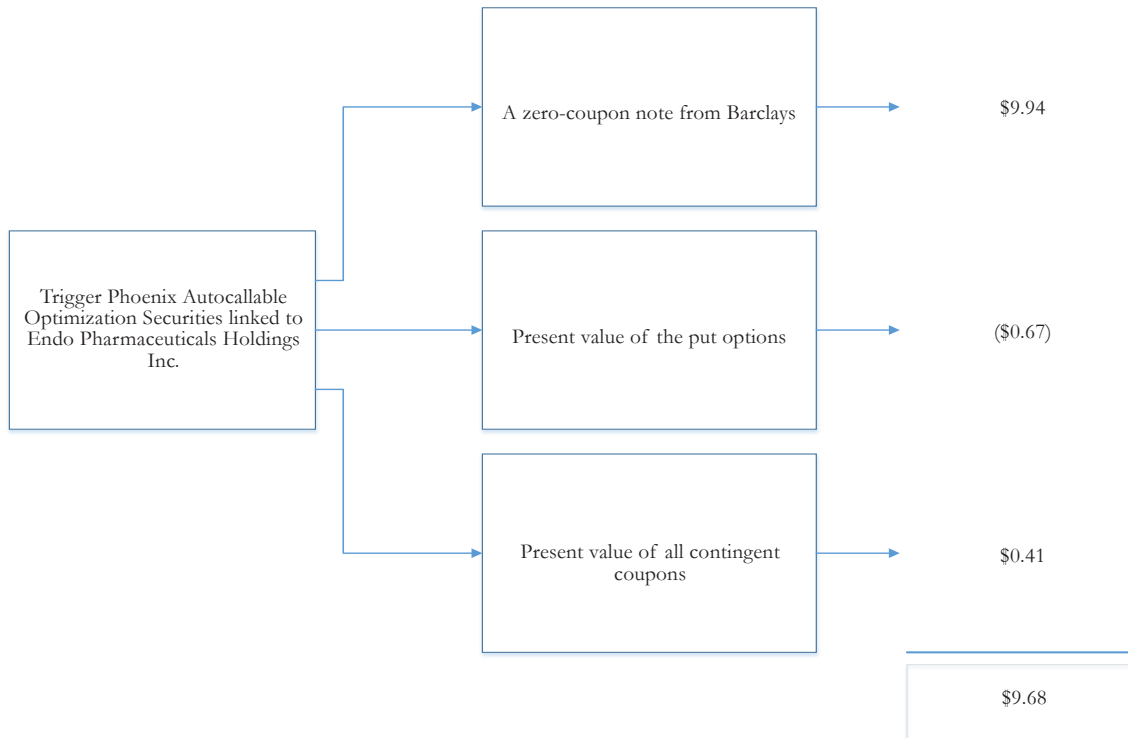 A zero-coupon note from Barclays
$9.94
Trigger Phoenix Autocallable
Optimization Securities linked to
Endo Pharmaceuticals Holdings
Inc.
Present value of the put options
($0.67)
Present value of all contingent
coupons
$0.41
$9.68